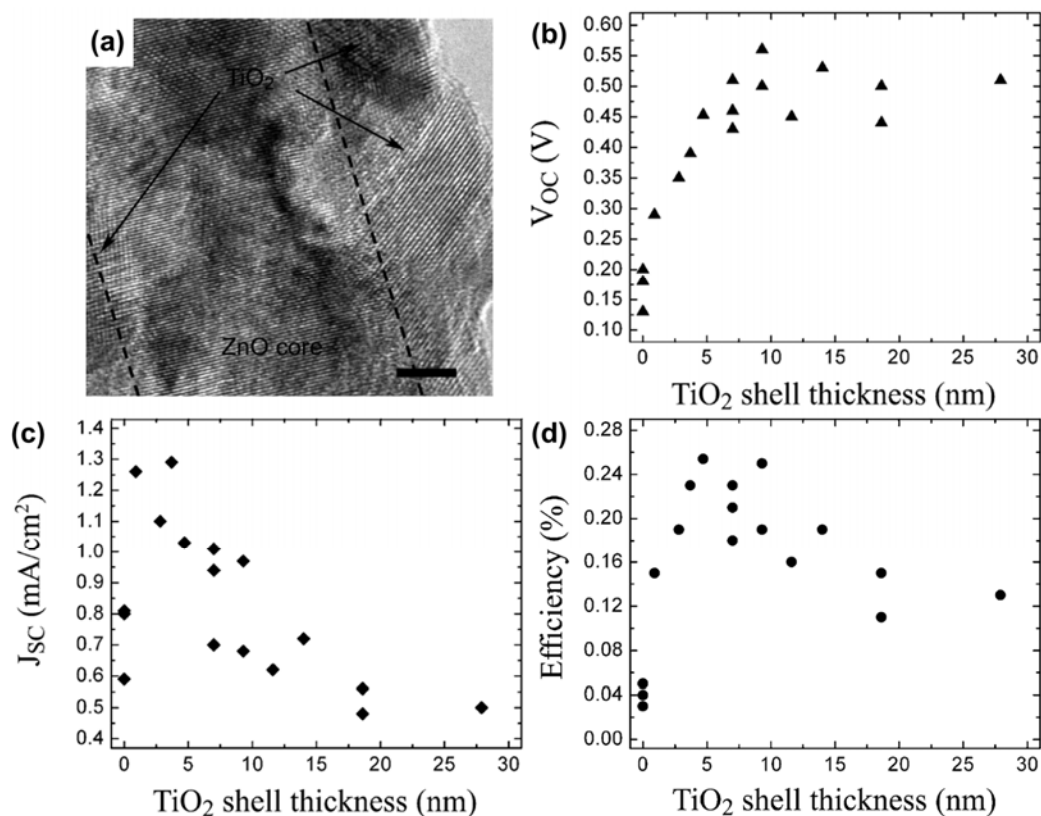 (a)
TiO₂
ZnO core
(b)
0.60
0.55
0.50
0.45
0.40
0.35
0.30
0.25
0.20
0.15
0.10
V_OC (V)
0 5 10 15 20 25 30
TiO₂ shell thickness (nm)
(c)
1.4
1.3
1.2
1.1
1.0
0.9
0.8
0.7
0.6
0.5
0.4
J_SC (mA/cm²)
0 5 10 15 20 25 30
TiO₂ shell thickness (nm)
(d)
0.28
0.24
0.20
0.16
0.12
0.08
0.04
0.00
Efficiency (%)
0 5 10 15 20 25 30
TiO₂ shell thickness (nm)